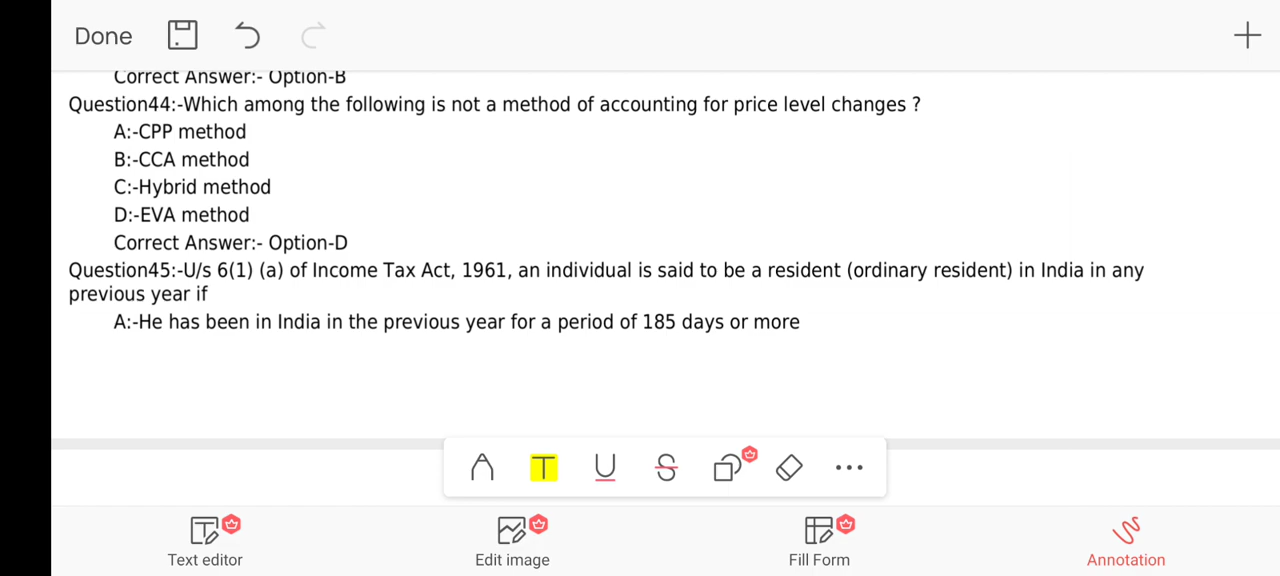 Done
Correct Answer:- Option-B
Question44:-Which among the following is not a method of accounting for price level changes ?
A:-CPP method
B:-CCA method
C:-Hybrid method
D:-EVA method
Correct Answer:- Option-D
Question45:-U/s 6(1) (a) of Income Tax Act, 1961, an individual is said to be a resident (ordinary resident) in India in any
previous year if
A:-He has been in India in the previous year for a period of 185 days or more
T U S
Text editor Edit image Fill Form Annotation